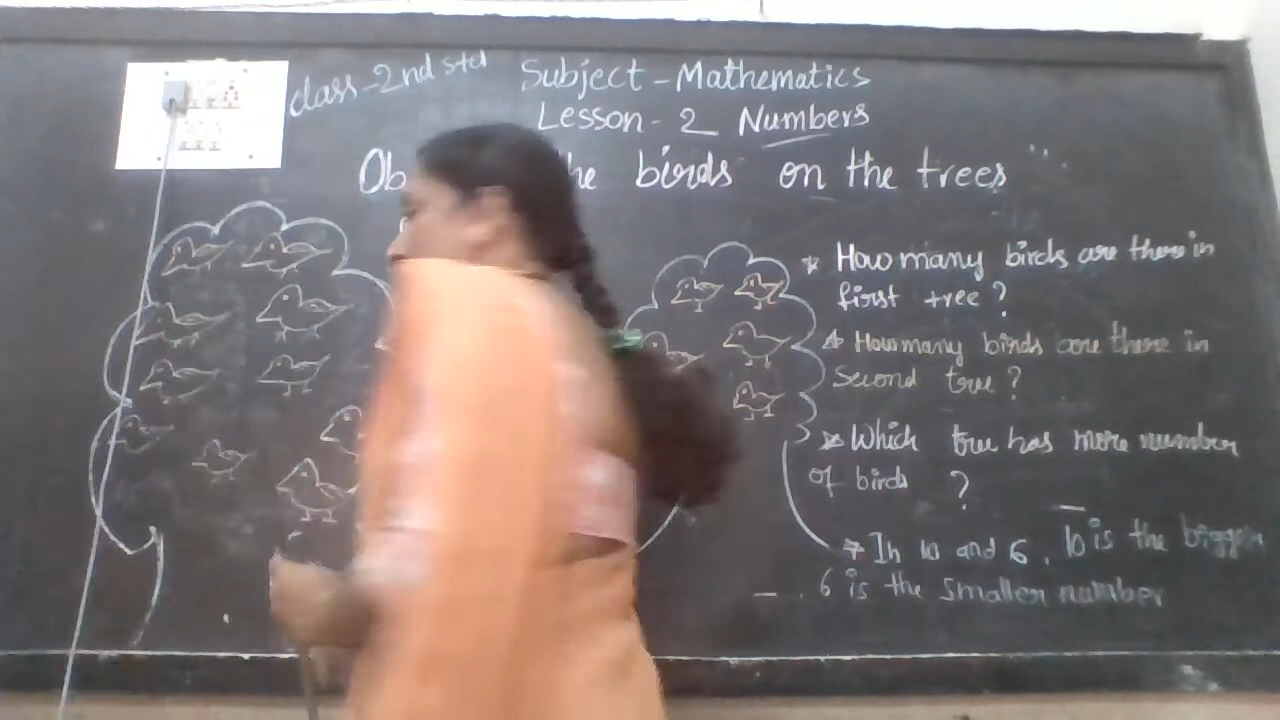 class-2nd std
Subject - Mathematics
Lesson - 2 Numbers
Ob he birds on the trees"
* How many birds are there in
first tree?
* How many birds are there in
Second tree?
* Which tree has more number
of birds ?
* In 10 and 6, 10 is the bigger
6 is the smaller number